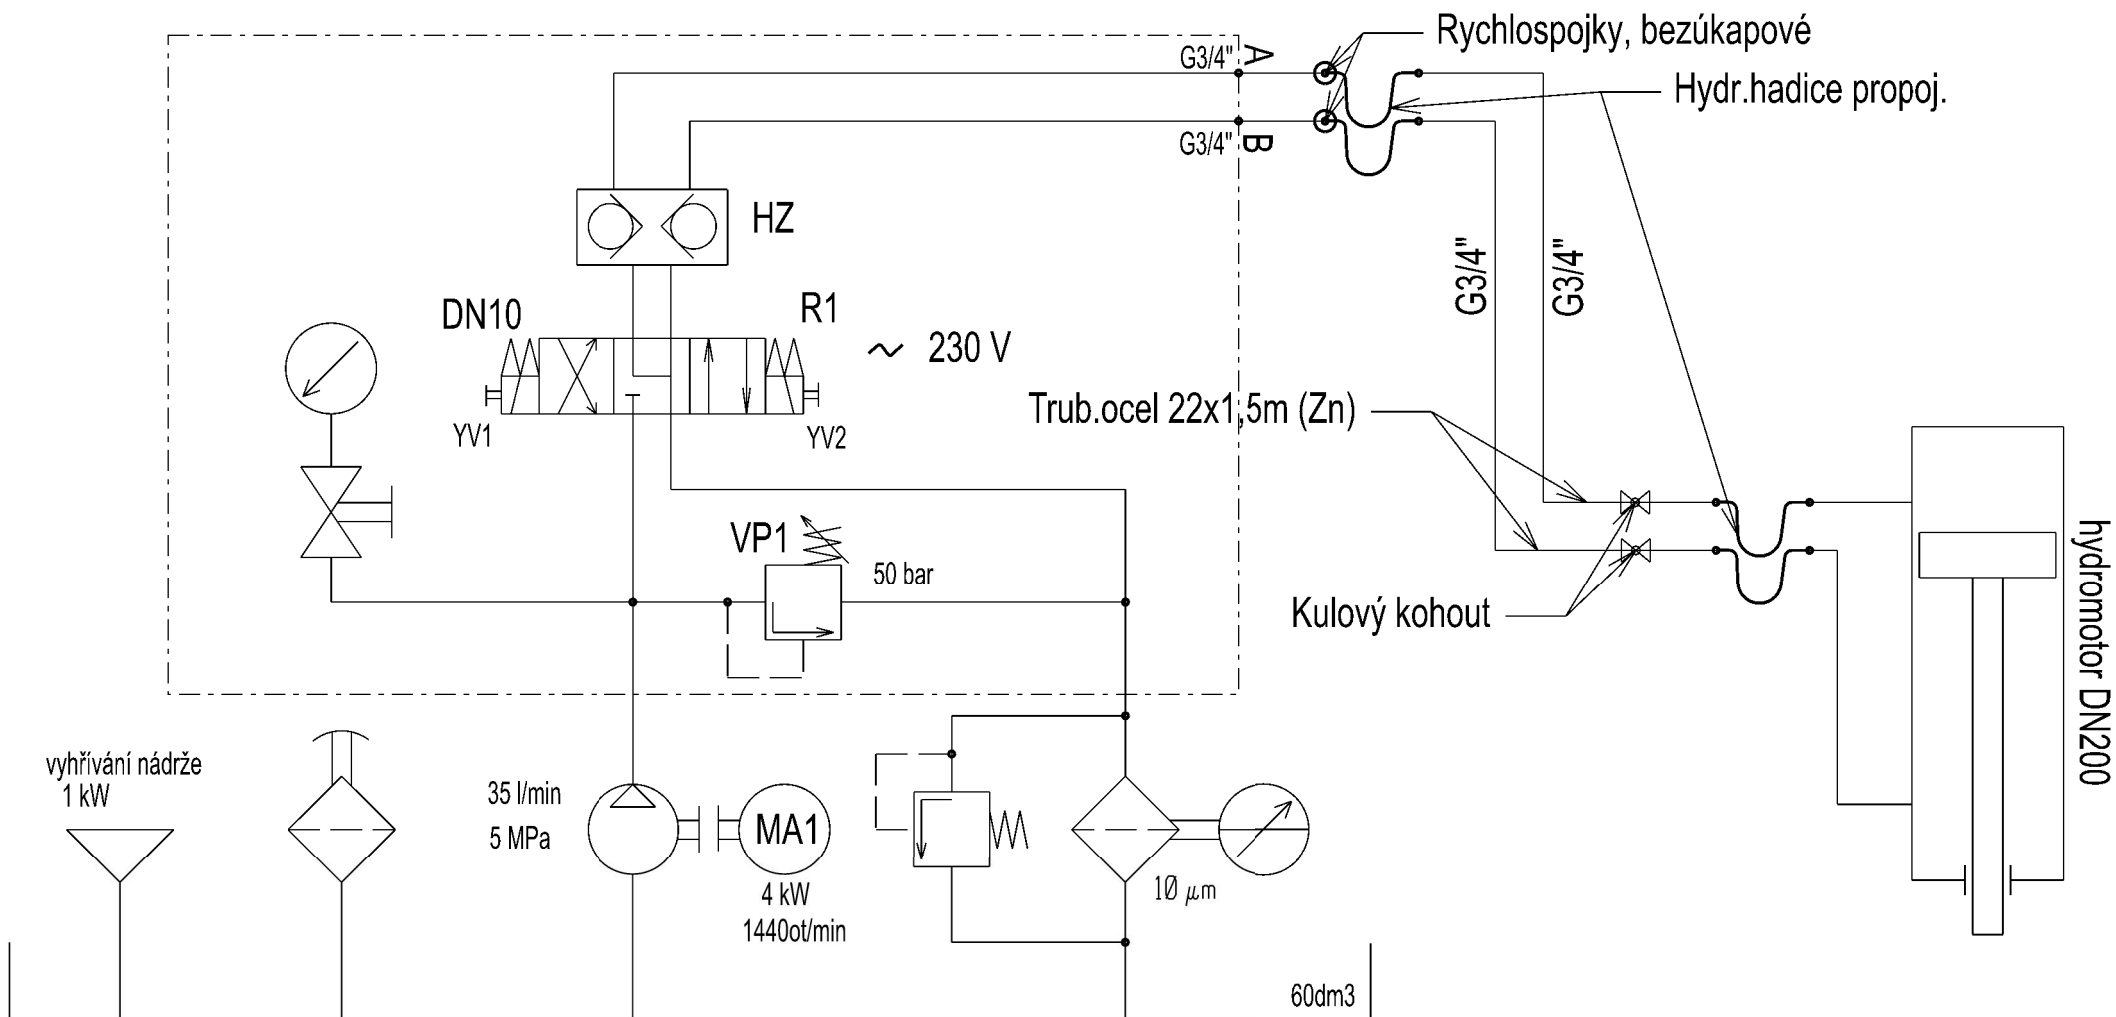 Rychlospojky, bezúkapové
G3/4" A
Hydr.hadice propoj.
G3/4" B
HZ
G3/4"
G3/4"
DN10
R1
~ 230 V
YV1
YV2
Trub.ocel 22x1,5m (Zn)
VP1
50 bar
Kulový kohout
hydromotor DN200
vyhřívání nádrže
1 kW
35 l/min
5 MPa
MA1
4 kW
1440ot/min
10 μm
60dm3